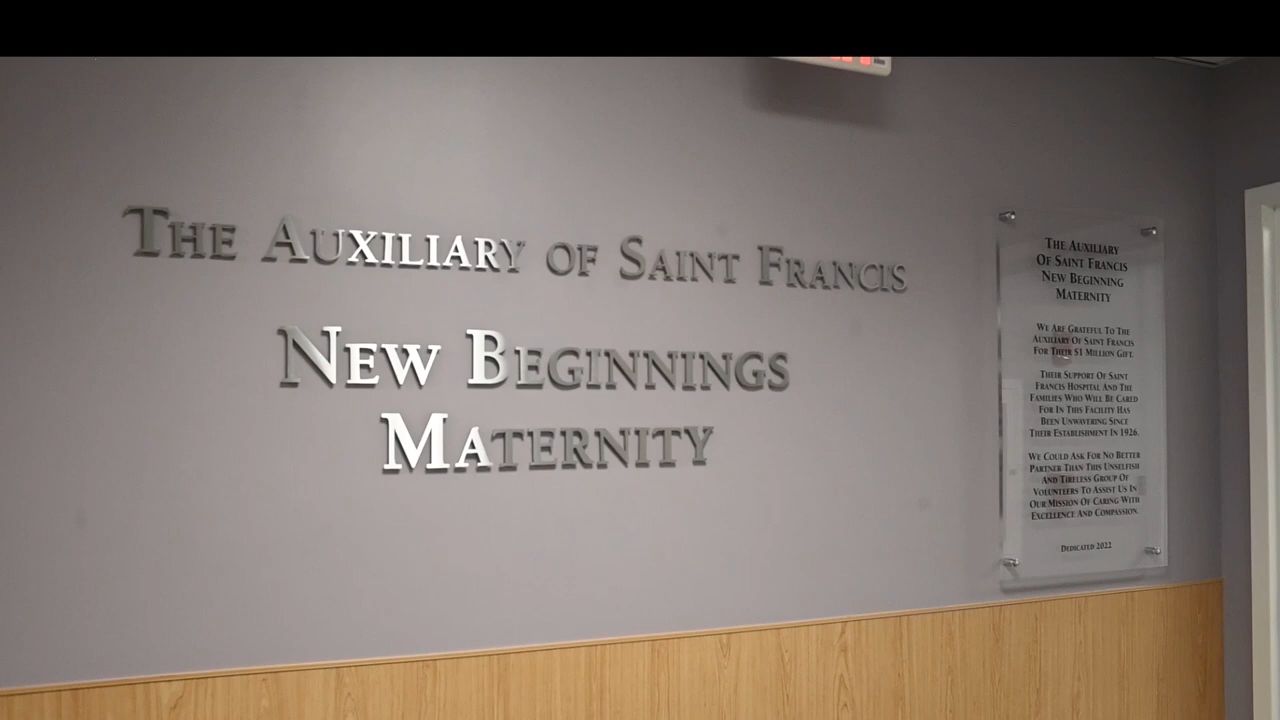 The Auxiliary of Saint Francis
New Beginnings
Maternity
The Auxiliary
Of Saint Francis
New Beginning
Maternity
We Are Grateful To The
Auxiliary Of Saint Francis
For Their $1 Million Gift.
Their Support Of Saint
Francis Hospital And The
Families Who Will Be Cared
For In This Facility Has
Been Unwavering Since
Their Establishment In 1926.
We Could Ask For No Better
Partner Than This Unselfish
And Tireless Group Of
Volunteers To Assist Us In
Our Mission Of Caring With
Excellence And Compassion.
Dedicated 2022